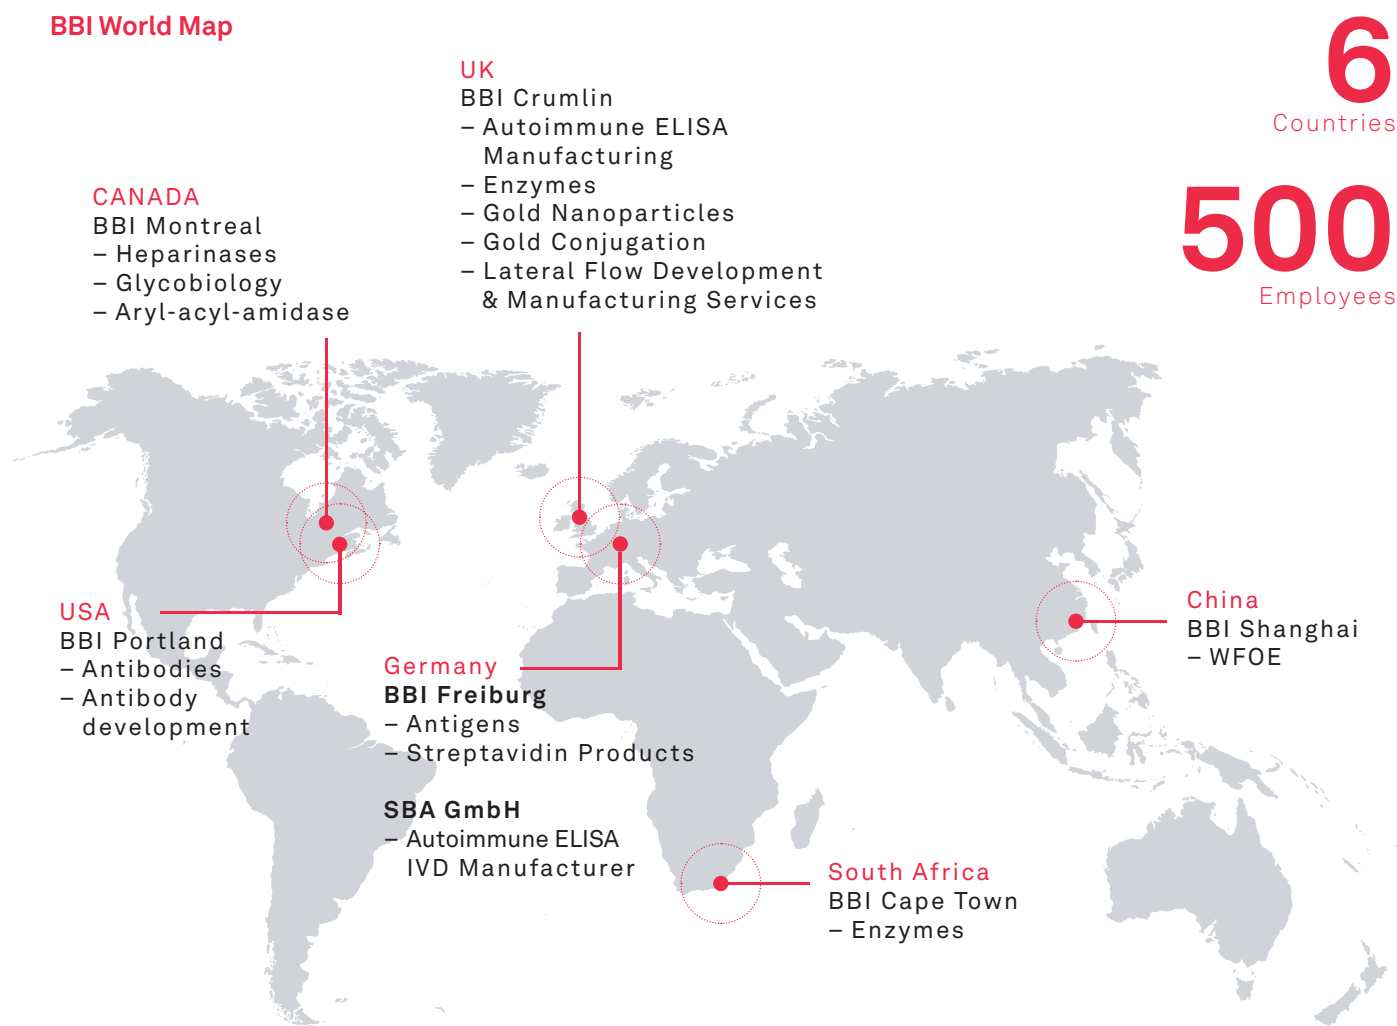 BBI World Map
6
Countries
500
Employees
UK
BBI Crumlin
– Autoimmune ELISA
Manufacturing
– Enzymes
– Gold Nanoparticles
– Gold Conjugation
– Lateral Flow Development
& Manufacturing Services
CANADA
BBI Montreal
– Heparinases
– Glycobiology
– Aryl-acyl-amidase
USA
BBI Portland
– Antibodies
– Antibody
development
Germany
BBI Freiburg
– Antigens
– Streptavidin Products
SBA GmbH
– Autoimmune ELISA
IVD Manufacturer
China
BBI Shanghai
– WFOE
South Africa
BBI Cape Town
– Enzymes